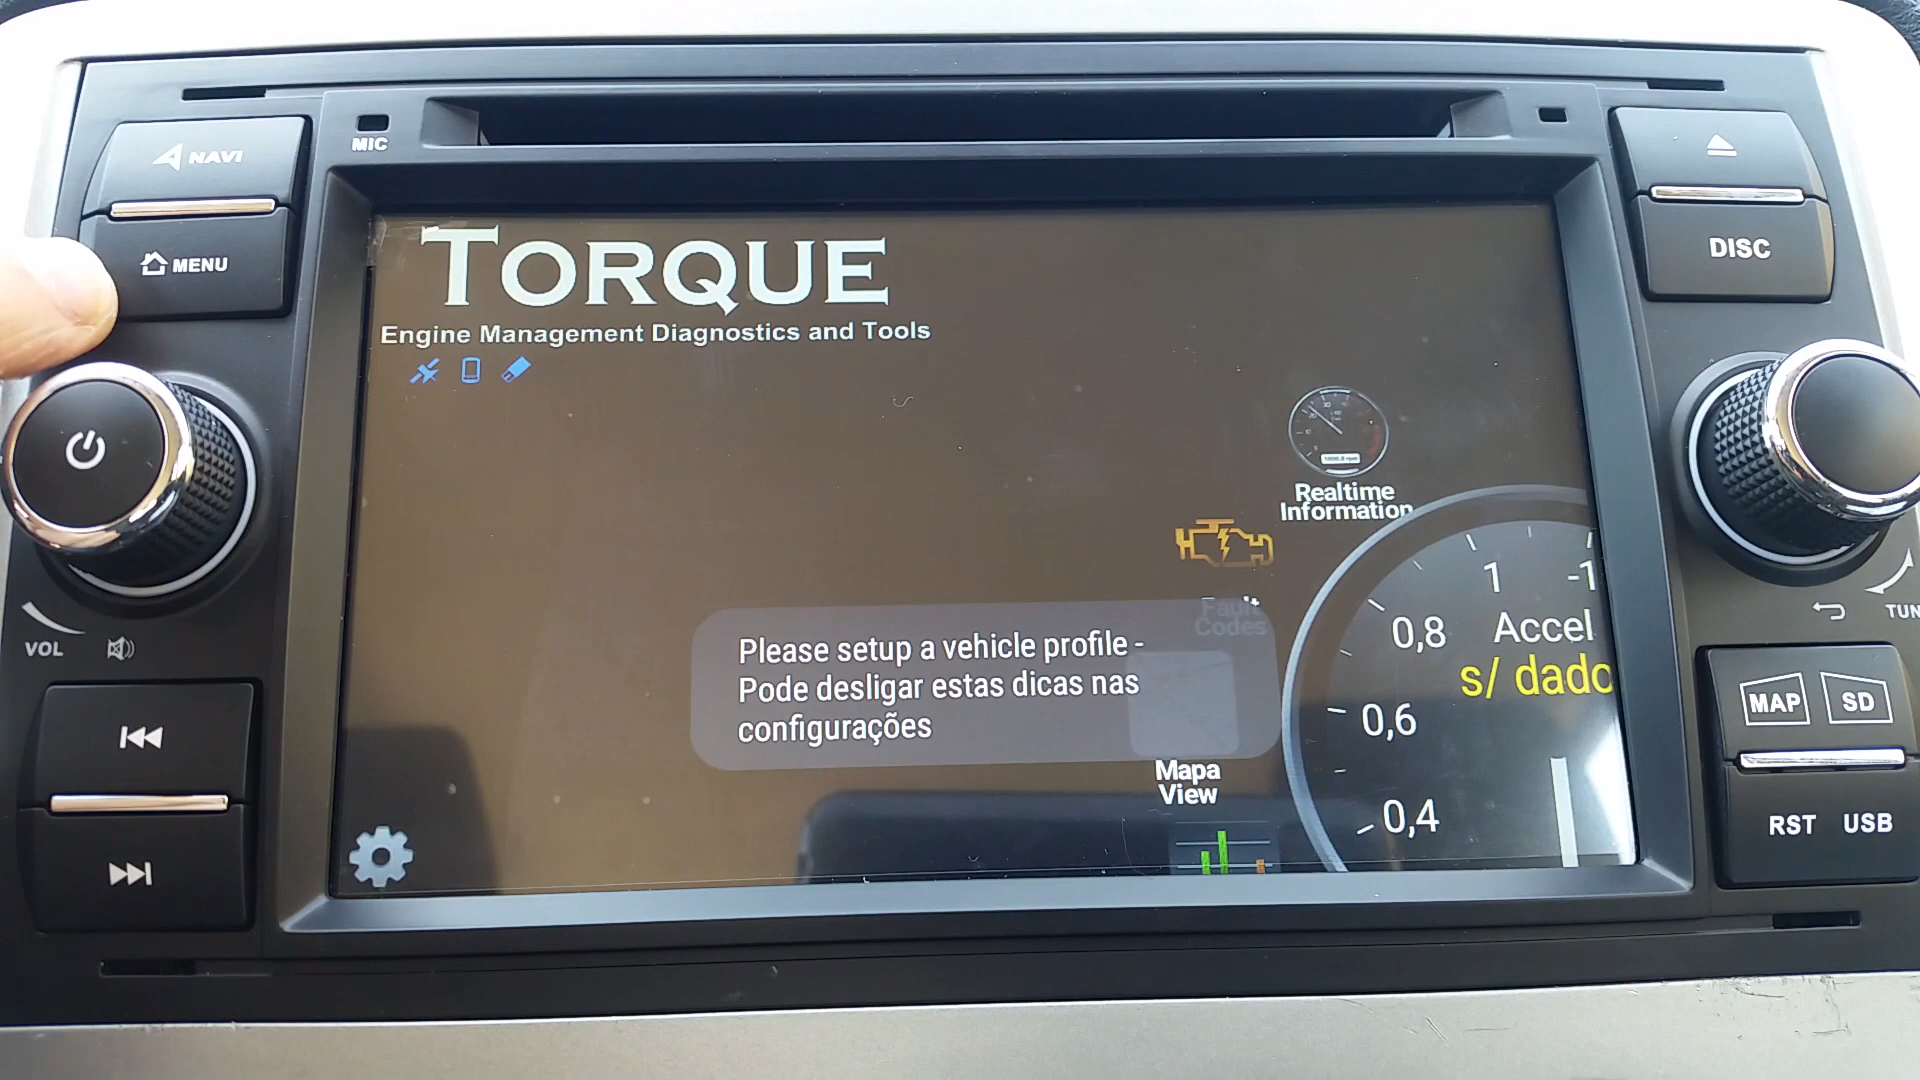 NAVI
MENU
MIC
VOL
DISC
TUN
MAP
SD
RST
USB
TORQUE
Engine Management Diagnostics and Tools
Realtime
Information
Fault
Codes
Please setup a vehicle profile -
Pode desligar estas dicas nas
configurações
Mapa
View
1
-1
0,8
Accel
s/ dado
0,6
0,4